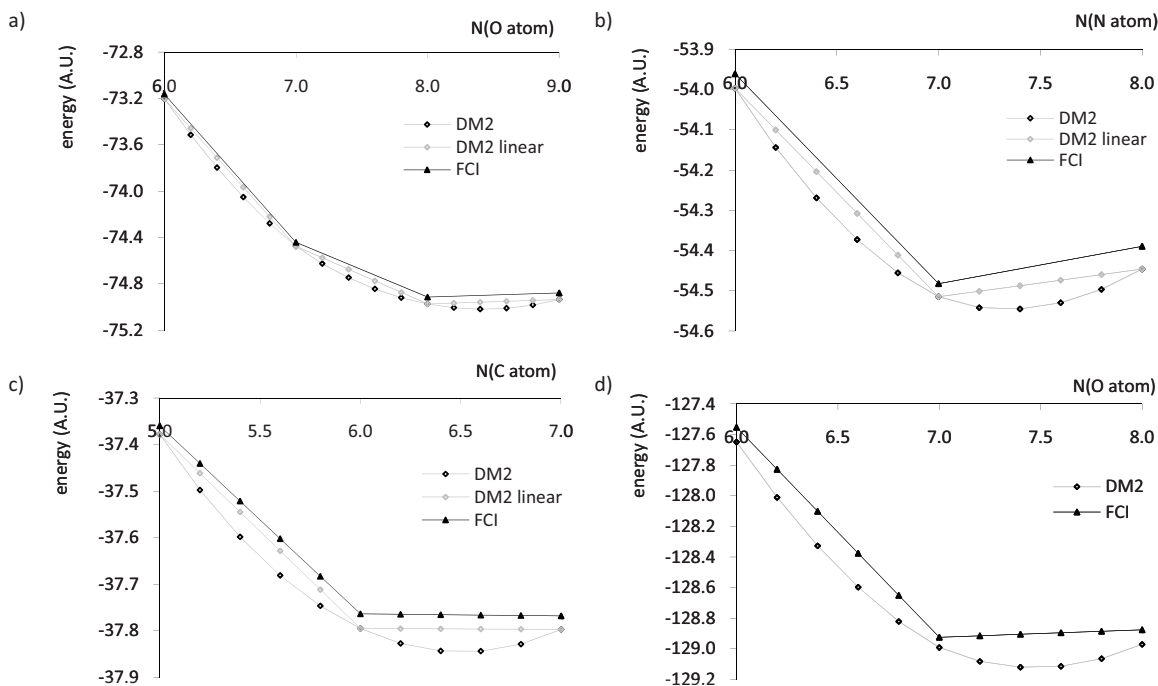 a)
N(O atom)
energy (A.U.)
-72.8
-73.2
-73.6
-74.0
-74.4
-74.8
-75.2
6.0
7.0
8.0
9.0
DM2
DM2 linear
FCI
b)
N(N atom)
energy (A.U.)
-53.9
-54.0
-54.1
-54.2
-54.3
-54.4
-54.5
-54.6
6.0
6.5
7.0
7.5
8.0
DM2
DM2 linear
FCI
c)
N(C atom)
energy (A.U.)
-37.3
-37.4
-37.5
-37.6
-37.7
-37.8
-37.9
5.0
5.5
6.0
6.5
7.0
DM2
DM2 linear
FCI
d)
N(O atom)
energy (A.U.)
-127.4
-127.6
-127.8
-128.0
-128.2
-128.4
-128.6
-128.8
-129.0
-129.2
6.0
6.5
7.0
7.5
8.0
DM2
FCI